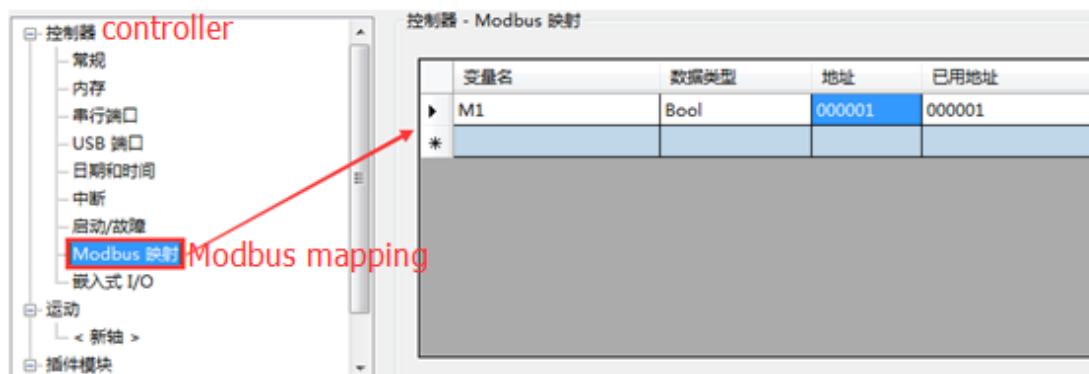 控制器 controller
常规
内存
串行端口
USB 端口
日期和时间
中断
启动/故障
Modbus 映射 Modbus mapping
嵌入式 I/O
运动
< 新轴 >
插件模块
控制器 - Modbus 映射
变量名 数据类型 地址 已用地址
M1 Bool 000001 000001